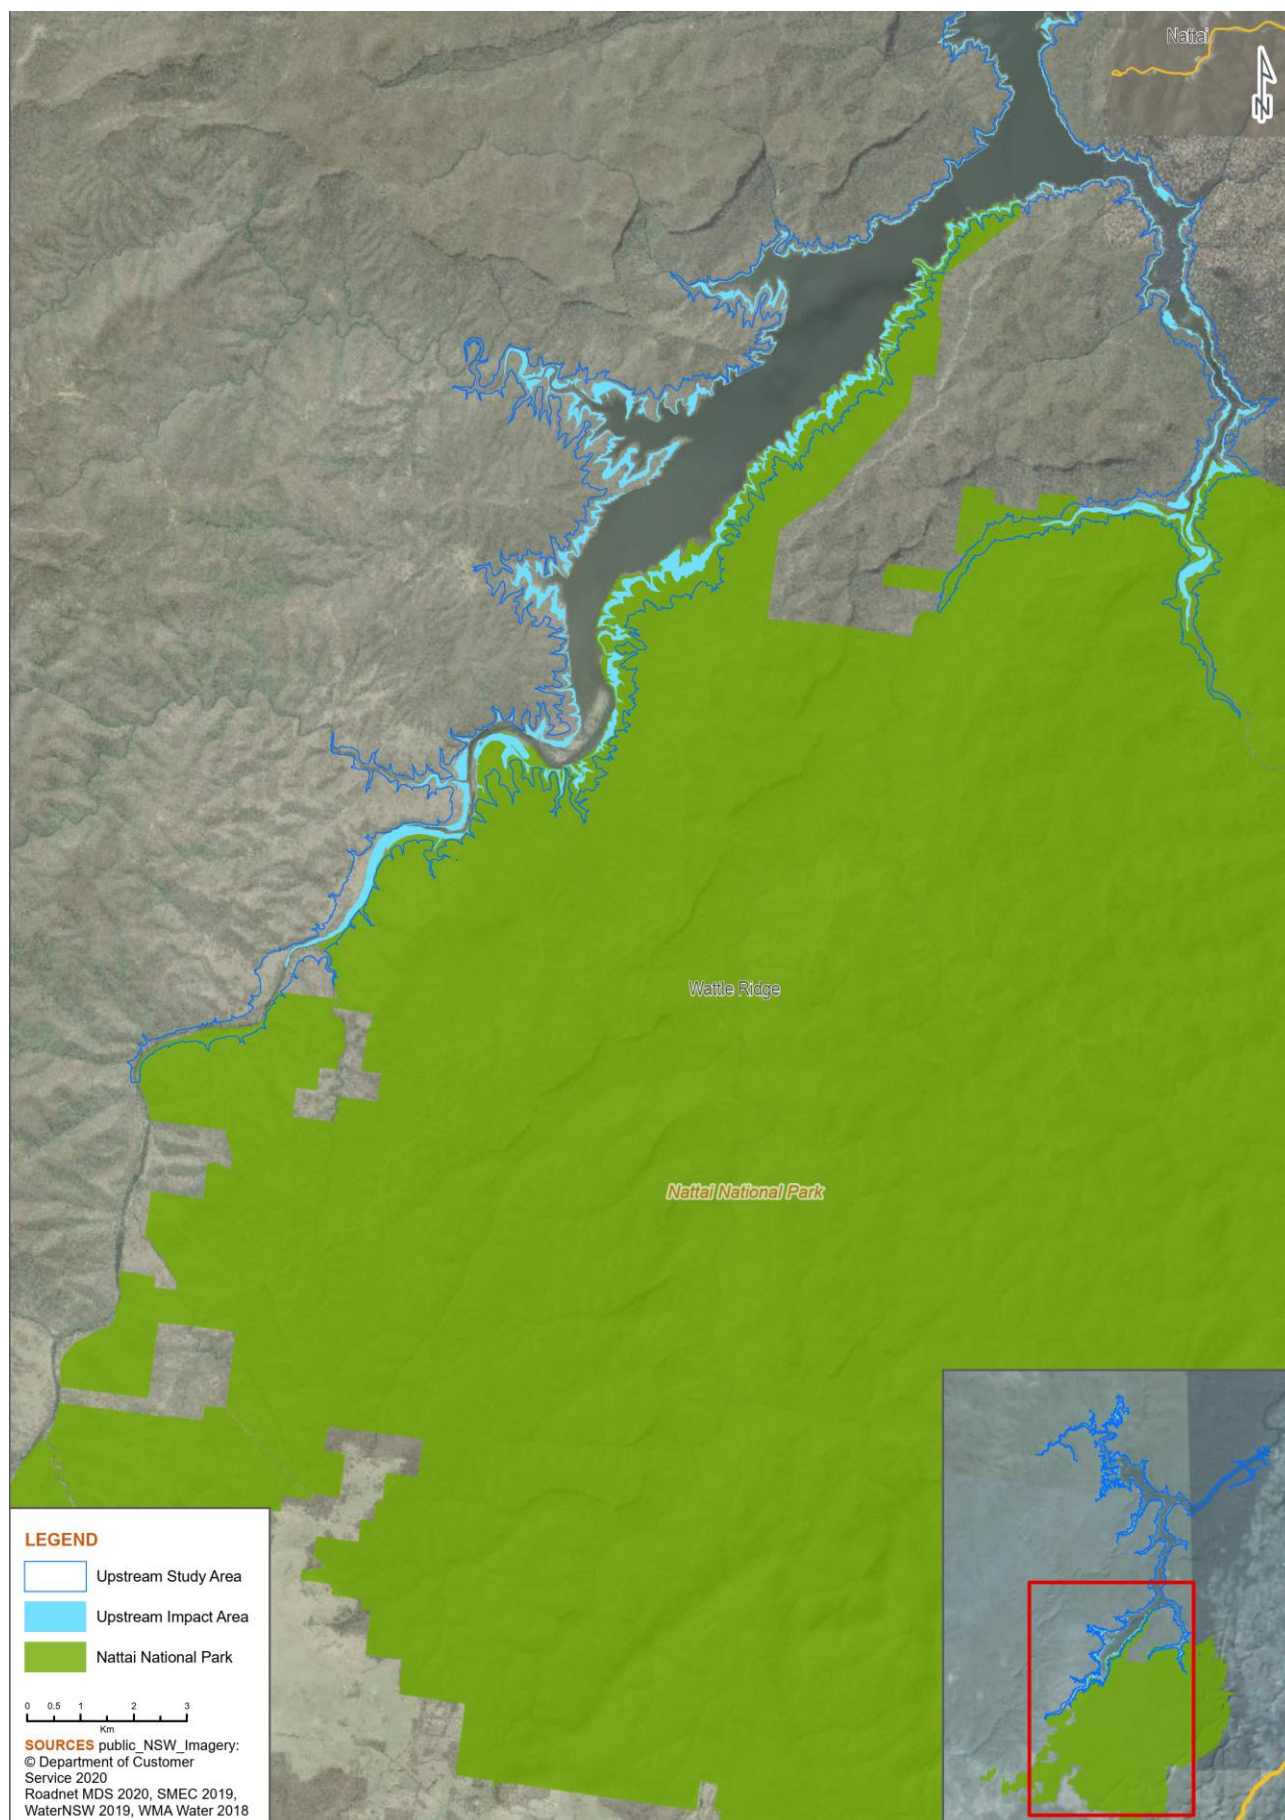 Nattai
N
Wattle Ridge
Nattai National Park
LEGEND
Upstream Study Area
Upstream Impact Area
Nattai National Park
0 0.5 1 2 3
Km
SOURCES public_NSW_Imagery:
© Department of Customer
Service 2020
Roadnet MDS 2020, SMEC 2019,
WaterNSW 2019, WMA Water 2018